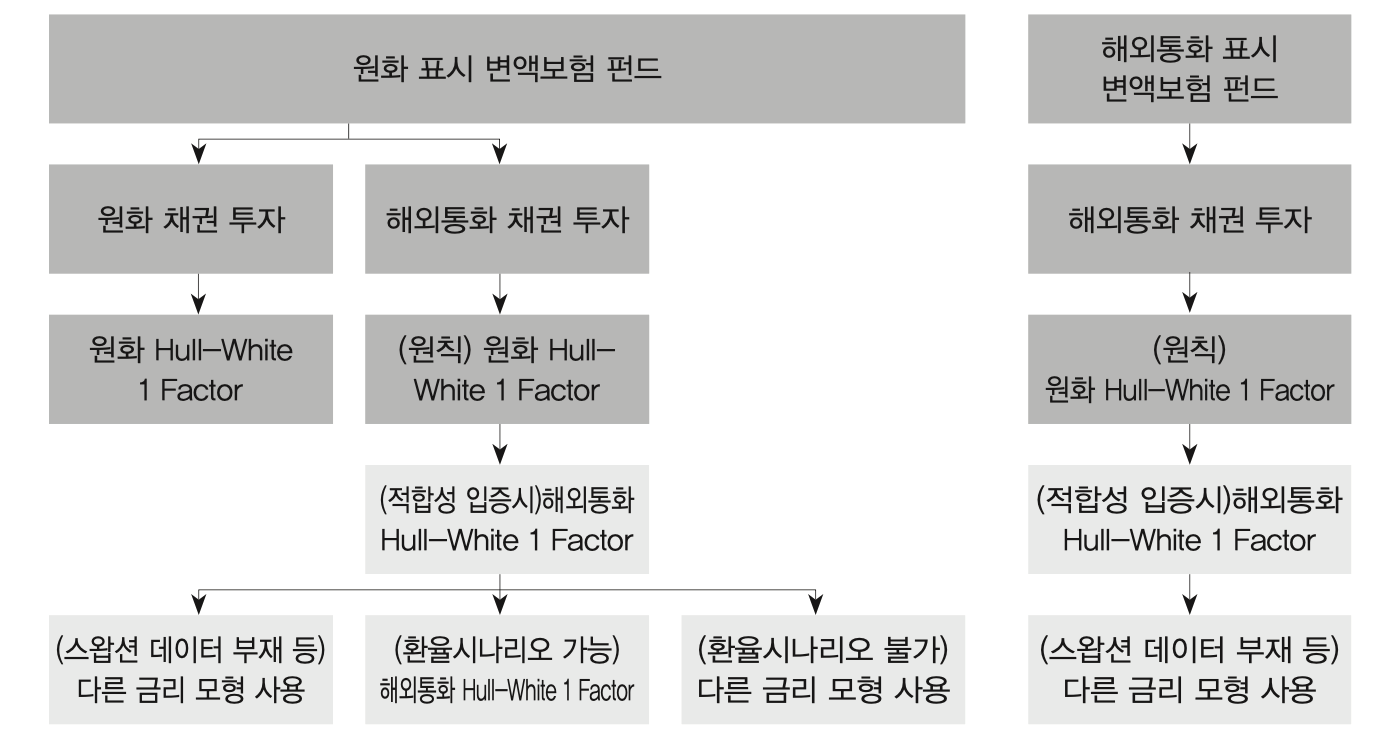 원화 표시 변액보험 펀드
해외통화 표시
변액보험 펀드
원화 채권 투자
해외통화 채권 투자
해외통화 채권 투자
원화 Hull-White
1 Factor
(원칙) 원화 Hull-
White 1 Factor
(원칙)
원화 Hull-White 1 Factor
(적합성 입증시)해외통화
Hull-White 1 Factor
(적합성 입증시)해외통화
Hull-White 1 Factor
(스왑션 데이터 부재 등)
다른 금리 모형 사용
(환율시나리오 가능)
해외통화 Hull-White 1 Factor
(환율시나리오 불가)
다른 금리 모형 사용
(스왑션 데이터 부재 등)
다른 금리 모형 사용